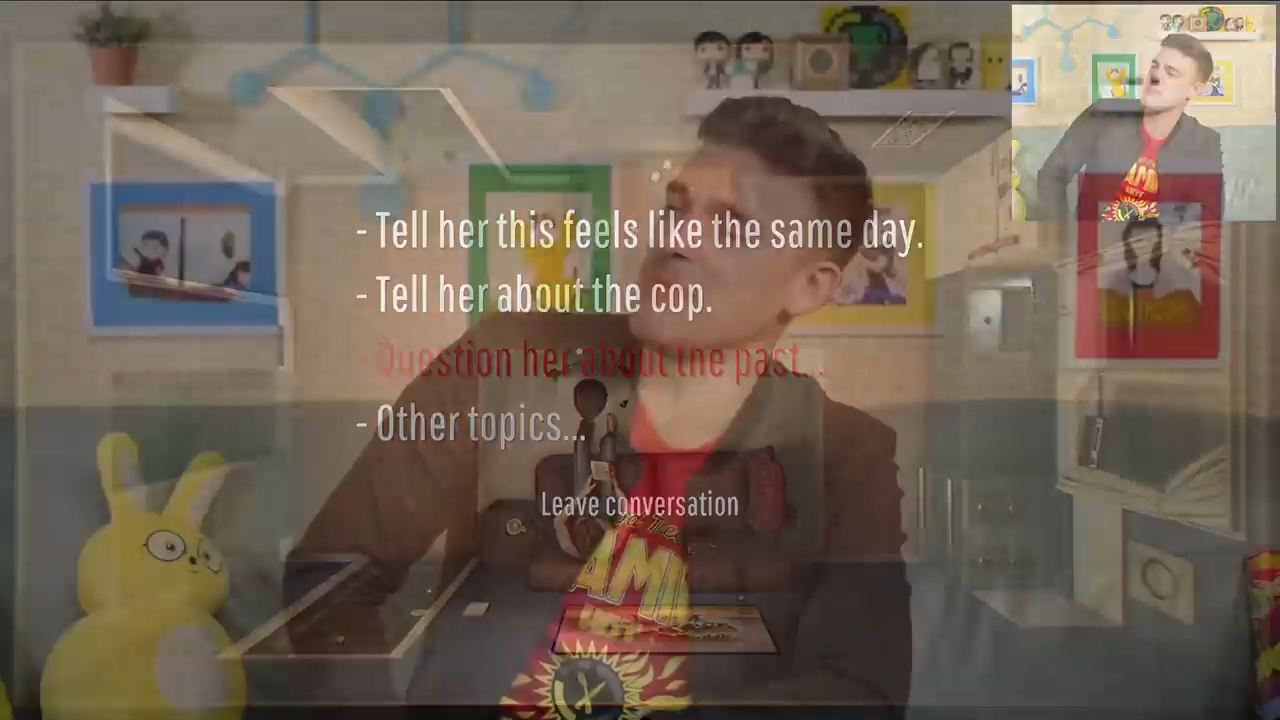 - Tell her this feels like the same day.
- Tell her about the cop.
- Question her about the past...
- Other topics...
Leave conversation